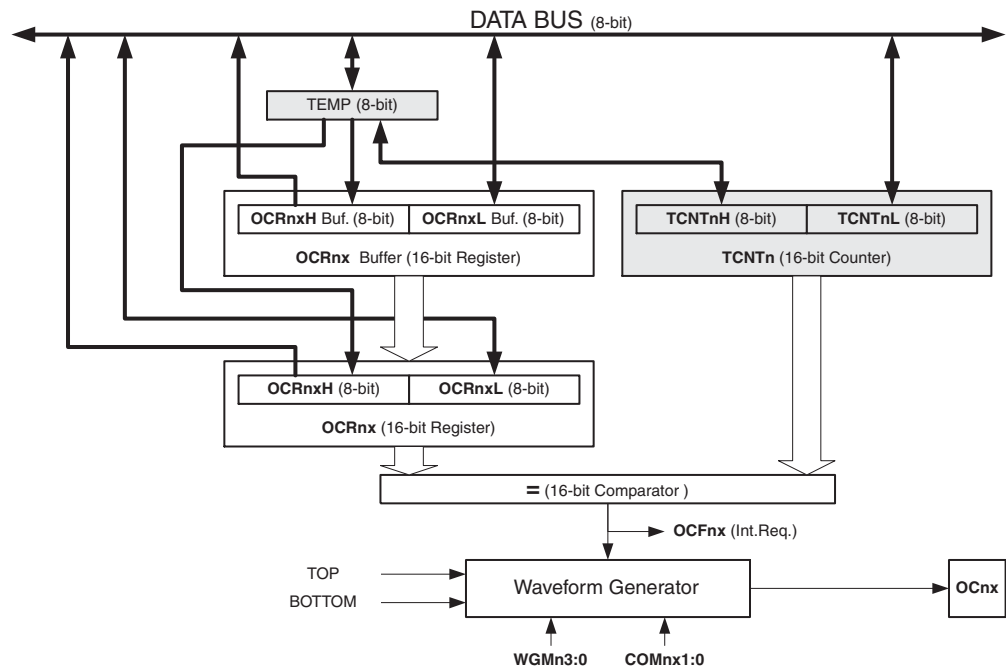 DATA BUS (8-bit)
TEMP (8-bit)
OCRnxH Buf. (8-bit) OCRnxL Buf. (8-bit)
OCRnx Buffer (16-bit Register)
TCNTnH (8-bit) TCNTnL (8-bit)
TCNTn (16-bit Counter)
OCRnxH (8-bit) OCRnxL (8-bit)
OCRnx (16-bit Register)
= (16-bit Comparator )
OCFnx (Int.Req.)
TOP
BOTTOM
Waveform Generator
OCnx
WGMn3:0 COMnx1:0